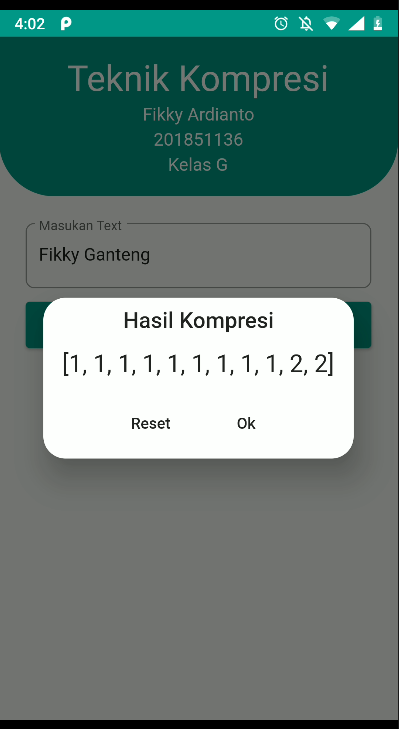 4:02
Teknik Kompresi
Fikky Ardianto
201851136
Kelas G
Masukan Text
Fikky Ganteng
Hasil Kompresi
[1, 1, 1, 1, 1, 1, 1, 1, 1, 2, 2]
Reset Ok